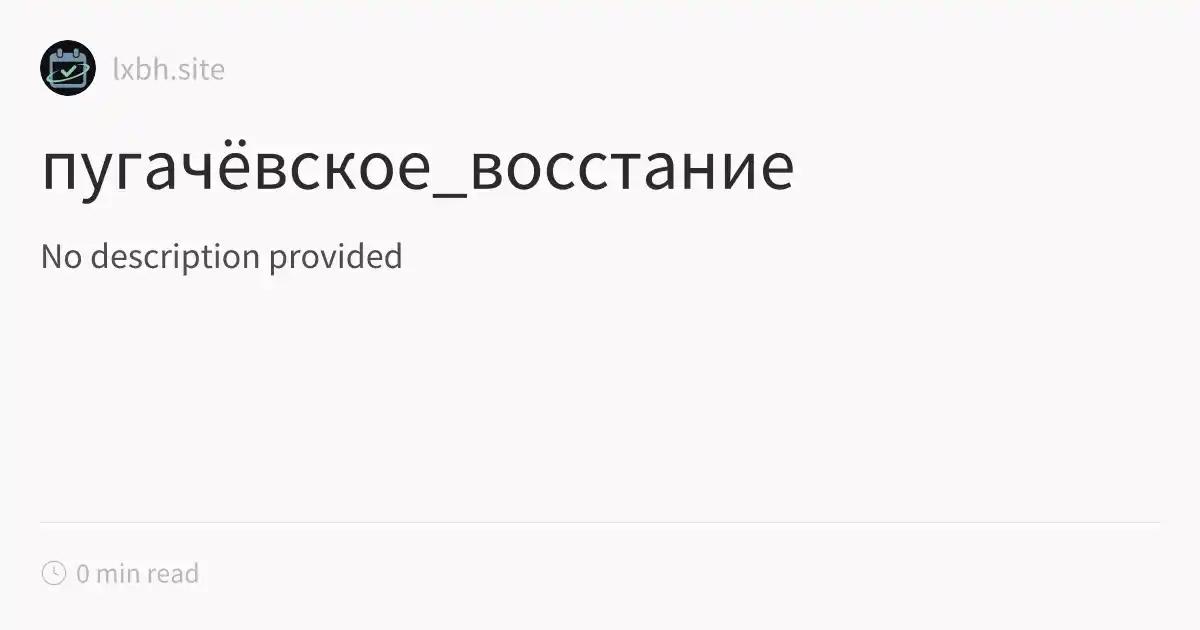 lxbh.site
пугачёвское_восстание
No description provided
0 min read